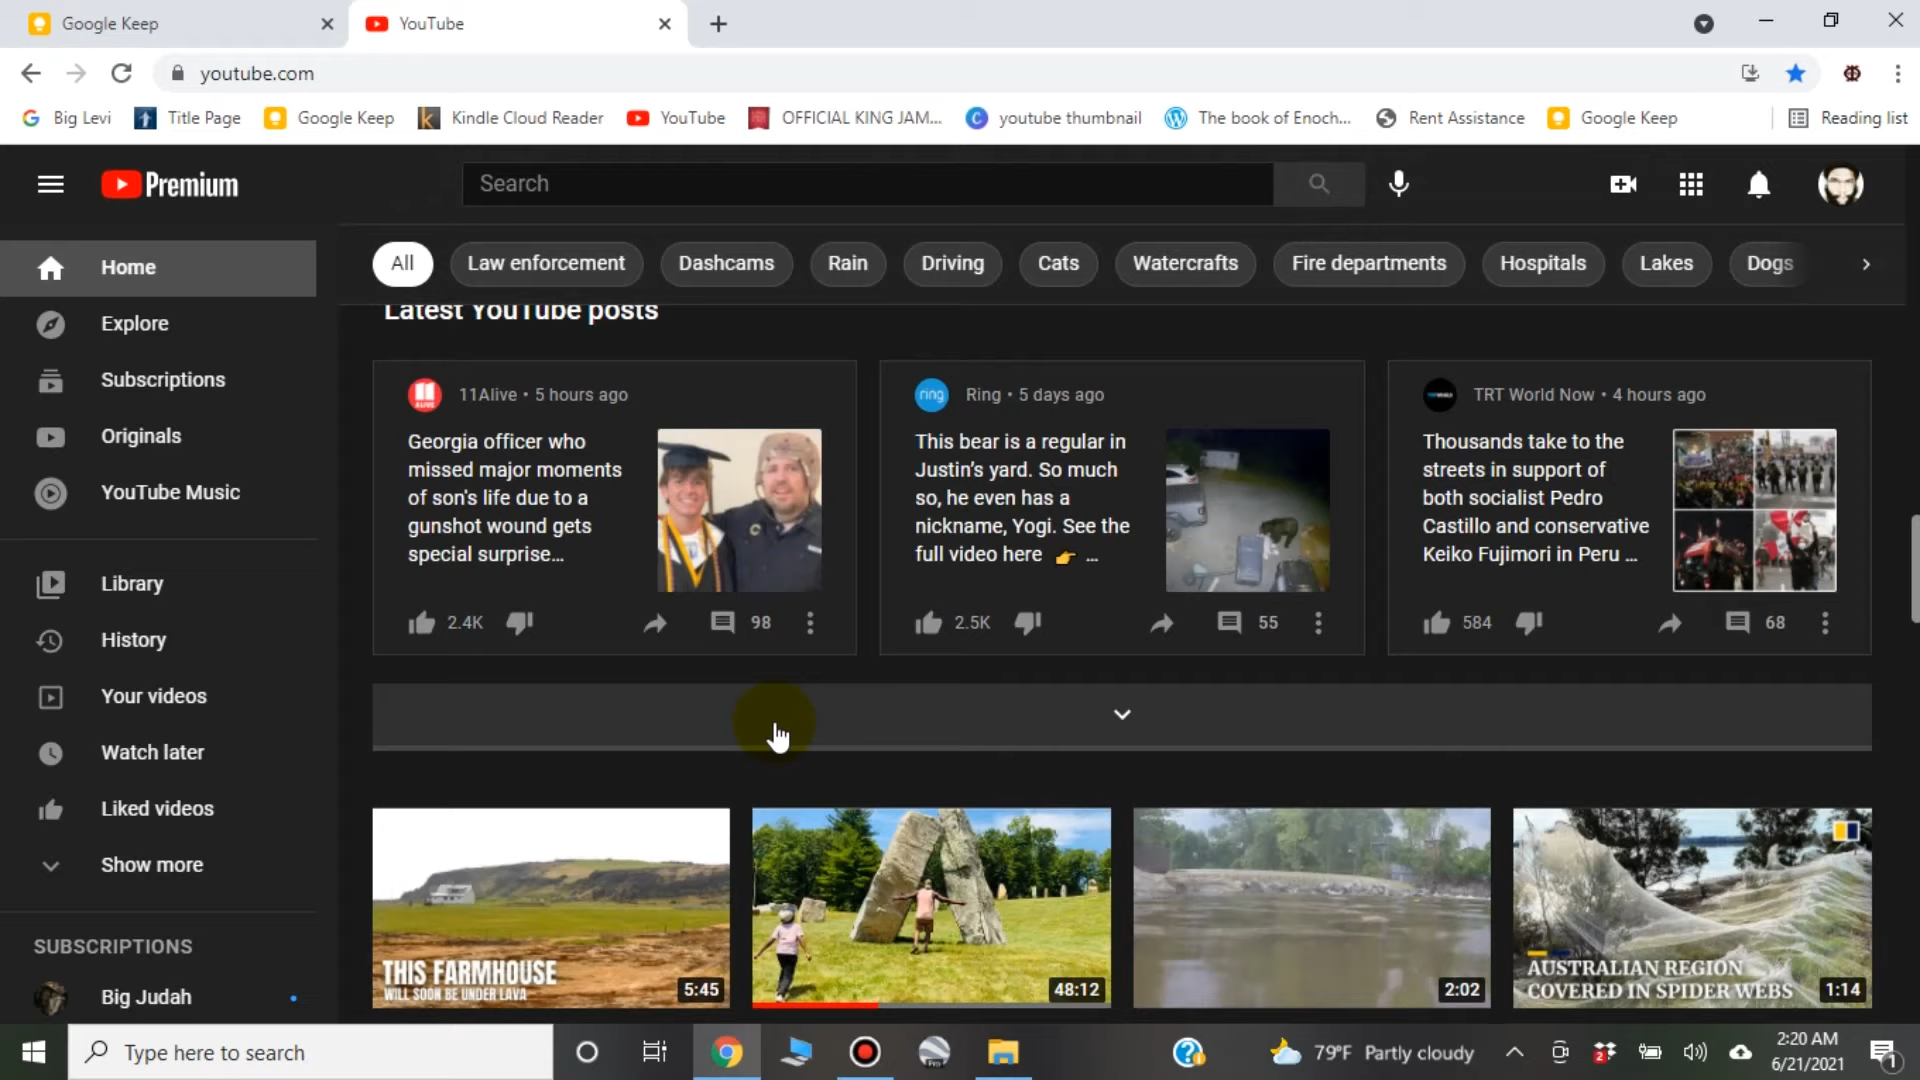 Google Keep
YouTube
youtube.com
Big Levi
Title Page
Google Keep
Kindle Cloud Reader
YouTube
OFFICIAL KING JAM...
youtube thumbnail
The book of Enoch...
Rent Assistance
Google Keep
Reading list
Premium
Search
All
Law enforcement
Dashcams
Rain
Driving
Cats
Watercrafts
Fire departments
Hospitals
Lakes
Dogs
Home
Explore
Subscriptions
Originals
YouTube Music
Library
History
Your videos
Watch later
Liked videos
Show more
SUBSCRIPTIONS
Big Judah
Latest YouTube posts
11Alive • 5 hours ago
Georgia officer who
missed major moments
of son's life due to a
gunshot wound gets
special surprise...
2.4K
98
ring
Ring • 5 days ago
This bear is a regular in
Justin's yard. So much
so, he even has a
nickname, Yogi. See the
full video here 👉 ...
2.5K
55
TRT World Now • 4 hours ago
Thousands take to the
streets in support of
both socialist Pedro
Castillo and conservative
Keiko Fujimori in Peru ...
584
68
THIS FARMHOUSE
WILL SOON BE UNDER LAVA
5:45
48:12
2:02
AUSTRALIAN REGION
COVERED IN SPIDER WEBS
1:14
Type here to search
79°F Partly cloudy
2:20 AM
6/21/2021